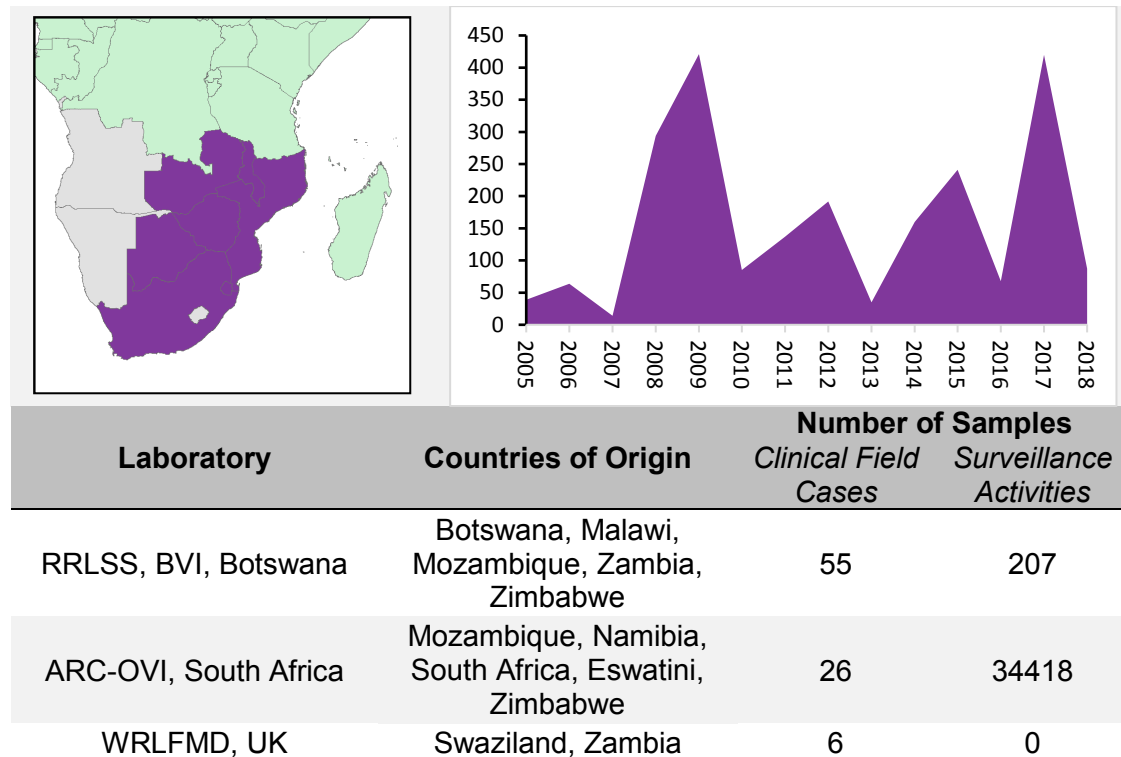 450
400
350
300
250
200
150
100
50
0
2005
2006
2007
2008
2009
2010
2011
2012
2013
2014
2015
2016
2017
2018
Number of Samples
Laboratory
Countries of Origin
Clinical Field
Cases
Surveillance
Activities
RRLSS, BVI, Botswana
Botswana, Malawi,
Mozambique, Zambia,
Zimbabwe
55
207
ARC-OVI, South Africa
Mozambique, Namibia,
South Africa, Eswatini,
Zimbabwe
26
34418
WRLFMD, UK
Swaziland, Zambia
6
0